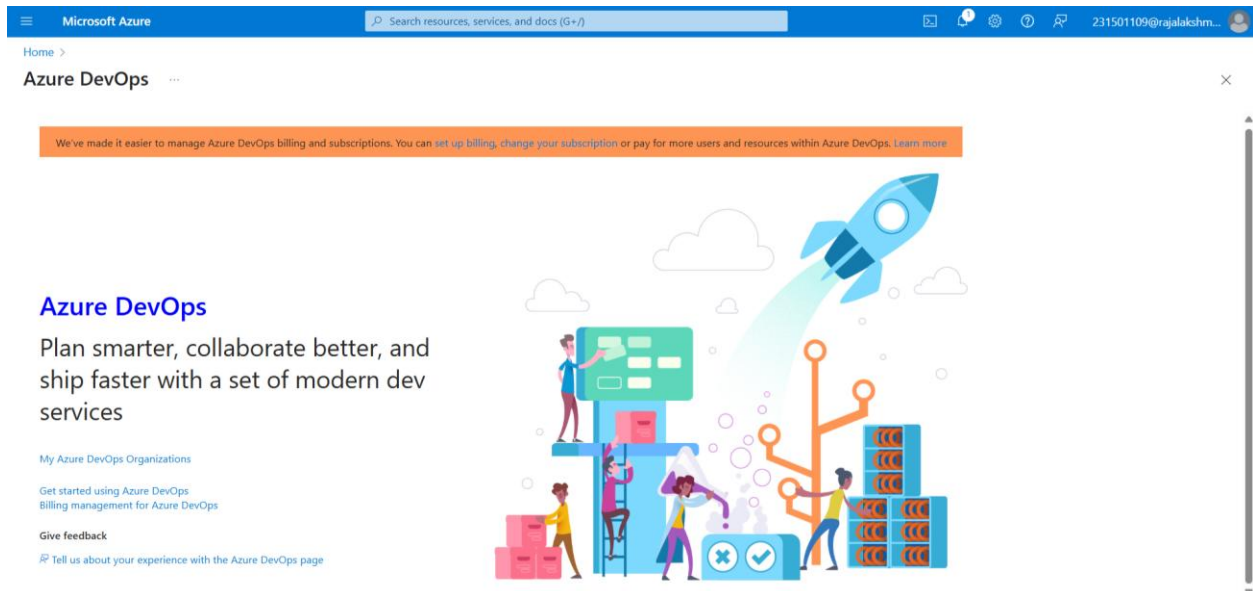 Microsoft Azure
Search resources, services, and docs (G+/)
1
231501109@rajalakshm...
Home >
Azure DevOps ...
We've made it easier to manage Azure DevOps billing and subscriptions. You can set up billing, change your subscription or pay for more users and resources within Azure DevOps. Learn more
Azure DevOps
Plan smarter, collaborate better, and
ship faster with a set of modern dev
services
My Azure DevOps Organizations
Get started using Azure DevOps
Billing management for Azure DevOps
Give feedback
Tell us about your experience with the Azure DevOps page